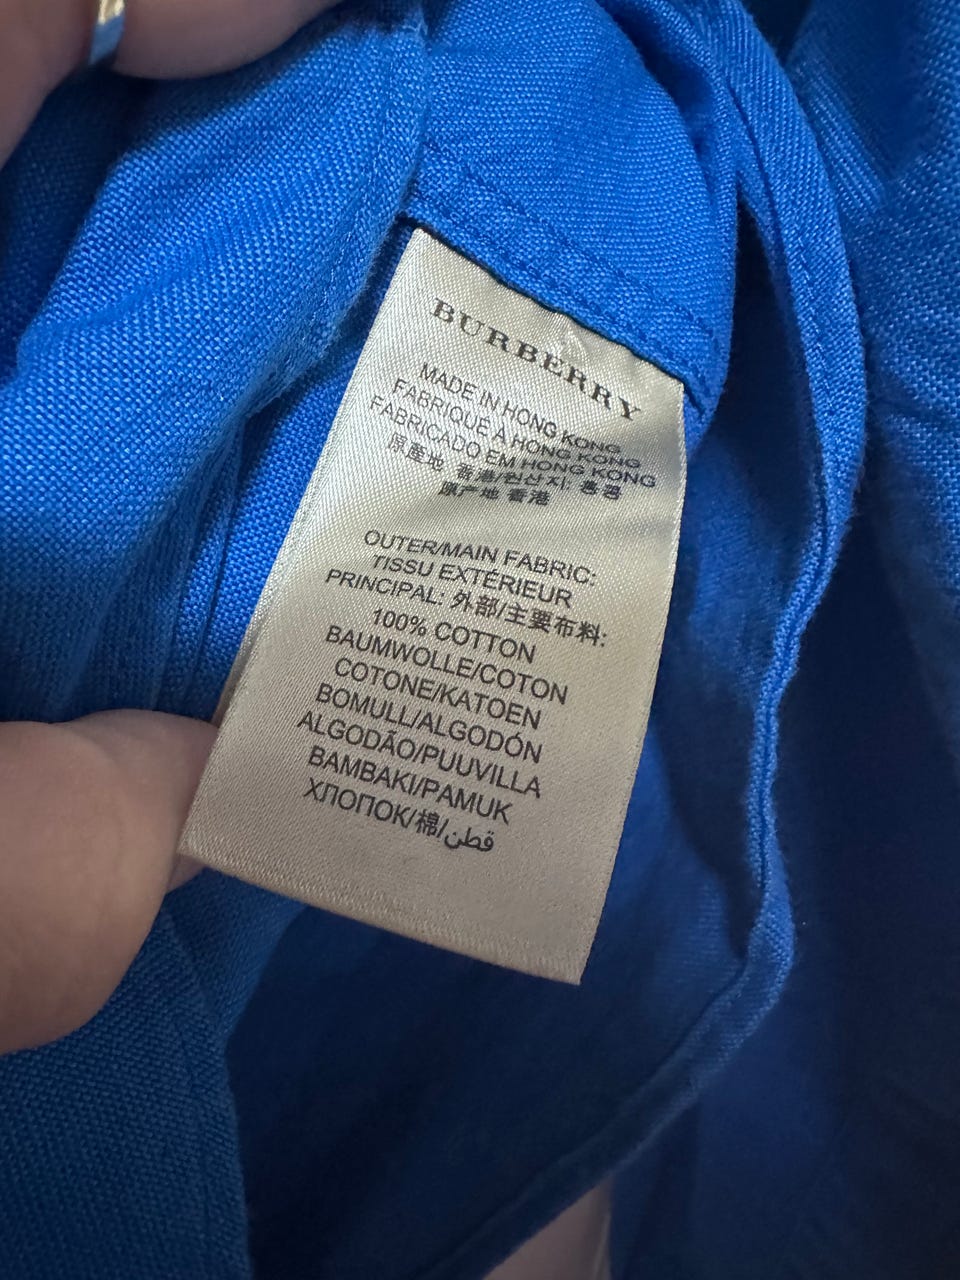 BURBERRY
MADE IN HONG KONG
FABRIQUE À HONG KONG
FABRICADO EM HONG KONG
原産地 香港/원산지: 홍콩
原产地 香港
OUTER/MAIN FABRIC:
TISSU EXTÉRIEUR
PRINCIPAL: 外部/主要布料:
100% COTTON
BAUMWOLLE/COTON
COTONE/KATOEN
BOMULL/ALGODÓN
ALGODÃO/PUUVILLA
BAMBAKI/PAMUK
ХЛОПОК/棉/قطن